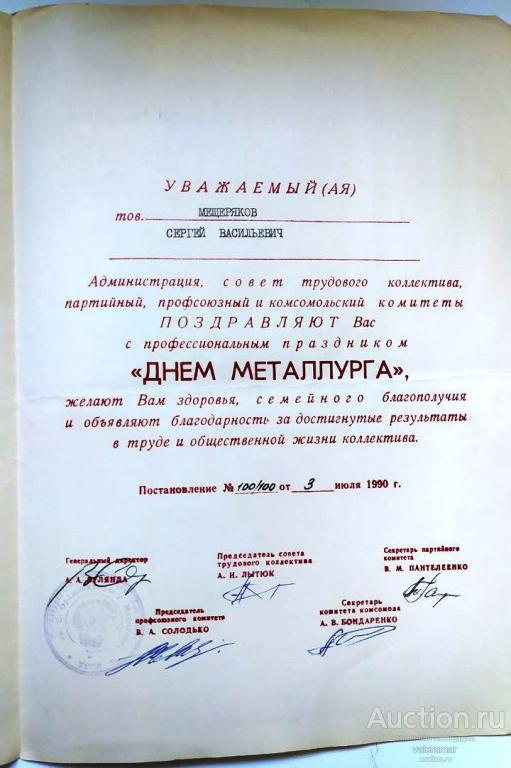 УВАЖАЕМЫЙ (АЯ)
тов. МЕЩЕРЯКОВ
СЕРГЕЙ ВАСИЛЬЕВИЧ
Администрация, совет трудового коллектива,
партийный, профсоюзный и комсомольский комитеты
ПОЗДРАВЛЯЮТ Вас
с профессиональным праздником
«ДНЕМ МЕТАЛЛУРГА»,
желают Вам здоровья, семейного благополучия
и объявляют благодарность за достигнутые результаты
в труде и общественной жизни коллектива.
Постановление № 100/100 от 3 июля 1990 г.
Генеральный директор
Председатель совета
трудового коллектива
А. И. ЛЫТЮК
Секретарь партийного
комитета
В. М. ПАНТЕЛЕЕНКО
Председатель
профсоюзного комитета
В. А. СОЛОДЬКО
Секретарь
комитета комсомола
А. В. БОНДАРЕНКО
Auction.ru